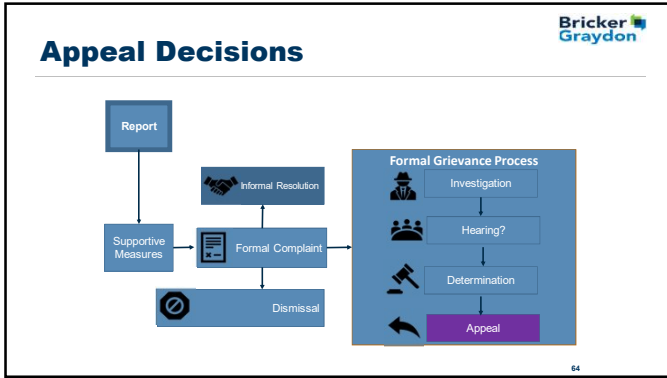 Bricker
Graydon
Appeal Decisions
Report
Supportive
Measures
Informal Resolution
Formal Complaint
Dismissal
Formal Grievance Process
Investigation
Hearing?
Determination
Appeal
64